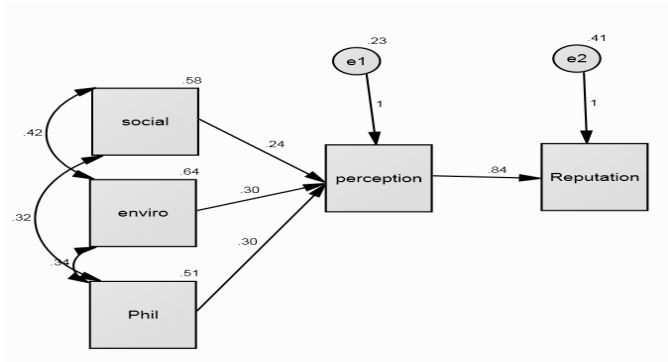 .23
.41
e1
e2
.58
social
.42
.24
1
1
.64
enviro
.30
perception
.84
Reputation
.32
.34
.30
.51
Phil